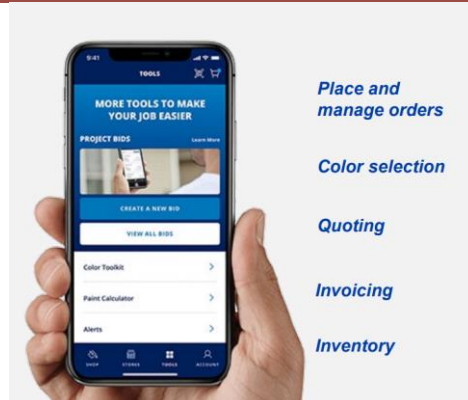 9:41
TOOLS
MORE TOOLS TO MAKE
YOUR JOB EASIER
PROJECT BIDS
Learn More
CREATE A NEW BID
VIEW ALL BIDS
Color Toolkit
Paint Calculator
Alerts
SHOP
STORES
TOOLS
ACCOUNT
Place and
manage orders
Color selection
Quoting
Invoicing
Inventory